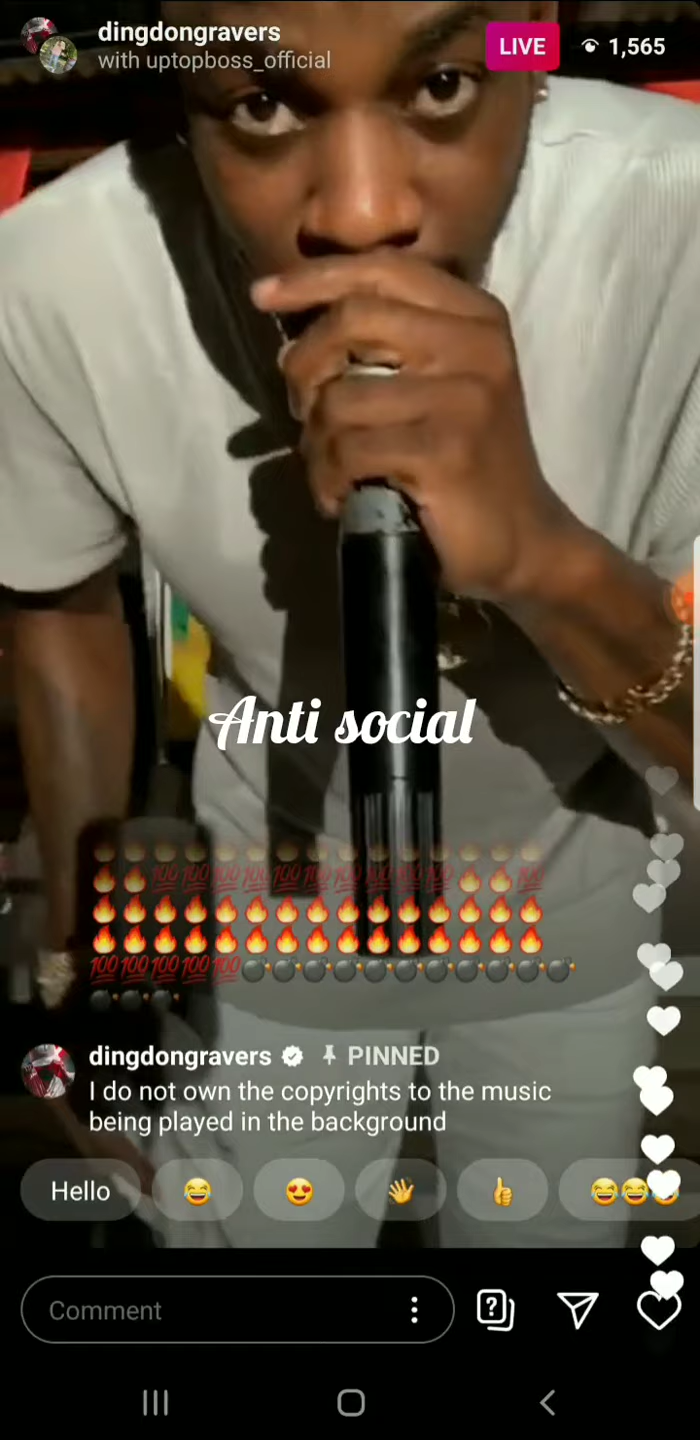 dingdongravers
with uptopboss_official
LIVE
1,565
Anti social
dingdongravers PINNED
I do not own the copyrights to the music
being played in the background
Hello
Comment